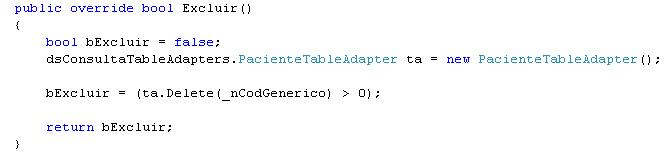 public override bool Excluir()
{
bool bExcluir = false;
dsConsultaTableAdapters.PacienteTableAdapter ta = new PacienteTableAdapter();
bExcluir = (ta.Delete(_nCodGenerico) > 0);
return bExcluir;
}